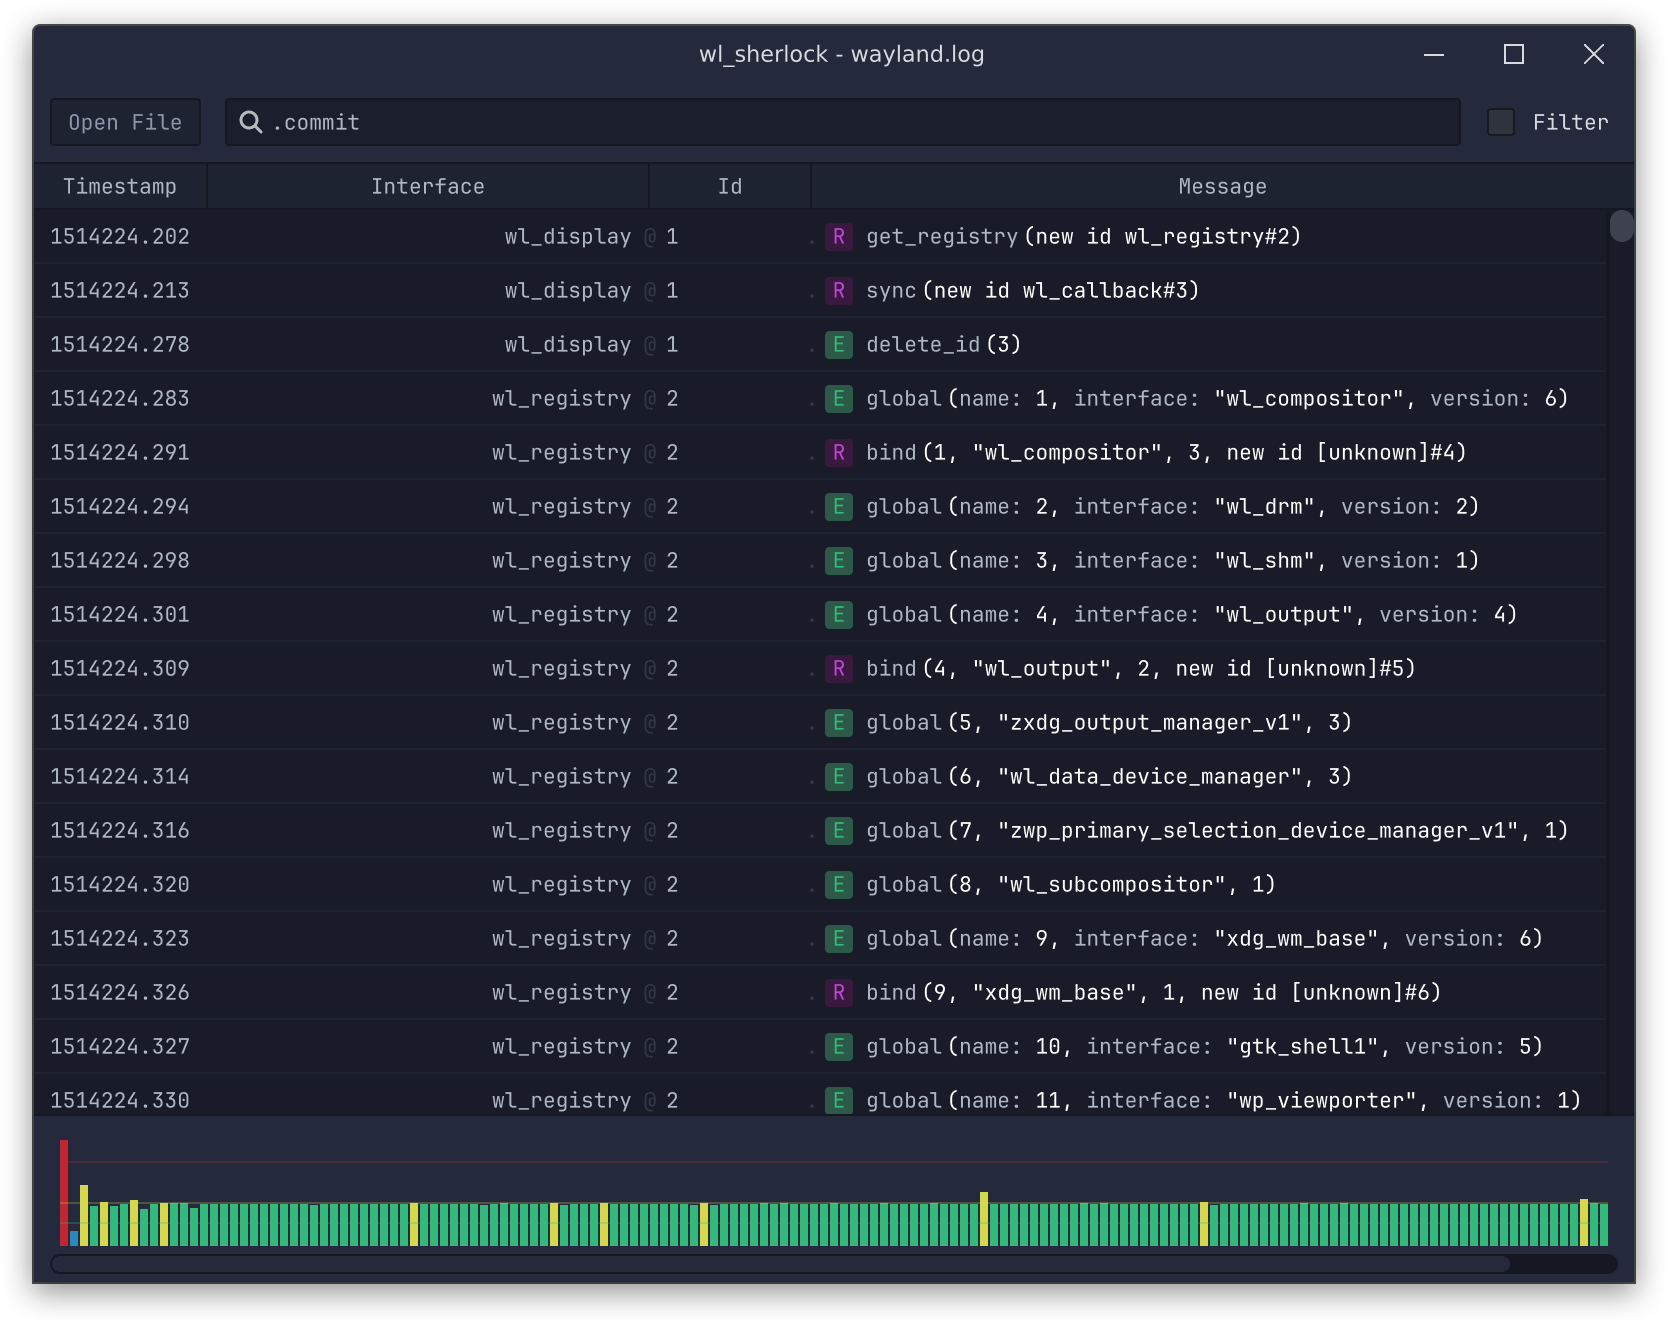 wl_sherlock - wayland.log
Open File .commit Filter
Timestamp Interface Id Message
1514224.202 wl_display @ 1 . R get_registry(new id wl_registry#2)
1514224.213 wl_display @ 1 . R sync(new id wl_callback#3)
1514224.278 wl_display @ 1 . E delete_id(3)
1514224.283 wl_registry @ 2 . E global(name: 1, interface: "wl_compositor", version: 6)
1514224.291 wl_registry @ 2 . R bind(1, "wl_compositor", 3, new id [unknown]#4)
1514224.294 wl_registry @ 2 . E global(name: 2, interface: "wl_drm", version: 2)
1514224.298 wl_registry @ 2 . E global(name: 3, interface: "wl_shm", version: 1)
1514224.301 wl_registry @ 2 . E global(name: 4, interface: "wl_output", version: 4)
1514224.309 wl_registry @ 2 . R bind(4, "wl_output", 2, new id [unknown]#5)
1514224.310 wl_registry @ 2 . E global(5, "zxdg_output_manager_v1", 3)
1514224.314 wl_registry @ 2 . E global(6, "wl_data_device_manager", 3)
1514224.316 wl_registry @ 2 . E global(7, "zwp_primary_selection_device_manager_v1", 1)
1514224.320 wl_registry @ 2 . E global(8, "wl_subcompositor", 1)
1514224.323 wl_registry @ 2 . E global(name: 9, interface: "xdg_wm_base", version: 6)
1514224.326 wl_registry @ 2 . R bind(9, "xdg_wm_base", 1, new id [unknown]#6)
1514224.327 wl_registry @ 2 . E global(name: 10, interface: "gtk_shell1", version: 5)
1514224.330 wl_registry @ 2 . E global(name: 11, interface: "wp_viewporter", version: 1)